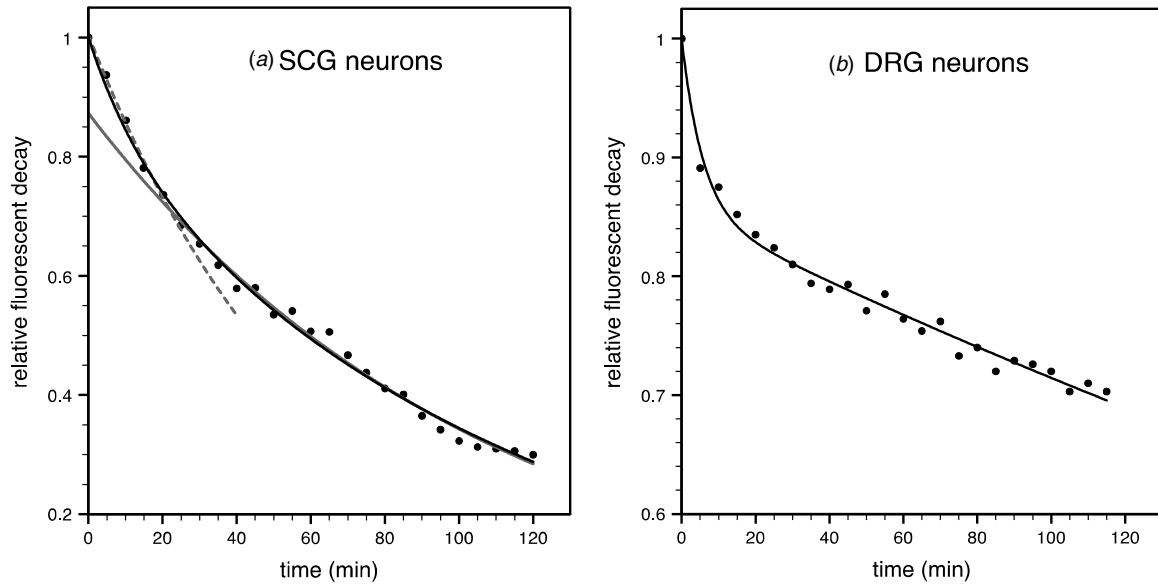 (a) SCG neurons
relative fluorescent decay
1
0.8
0.6
0.4
0.2
0 20 40 60 80 100 120
time (min)
(b) DRG neurons
relative fluorescent decay
1
0.9
0.8
0.7
0.6
0 20 40 60 80 100 120
time (min)